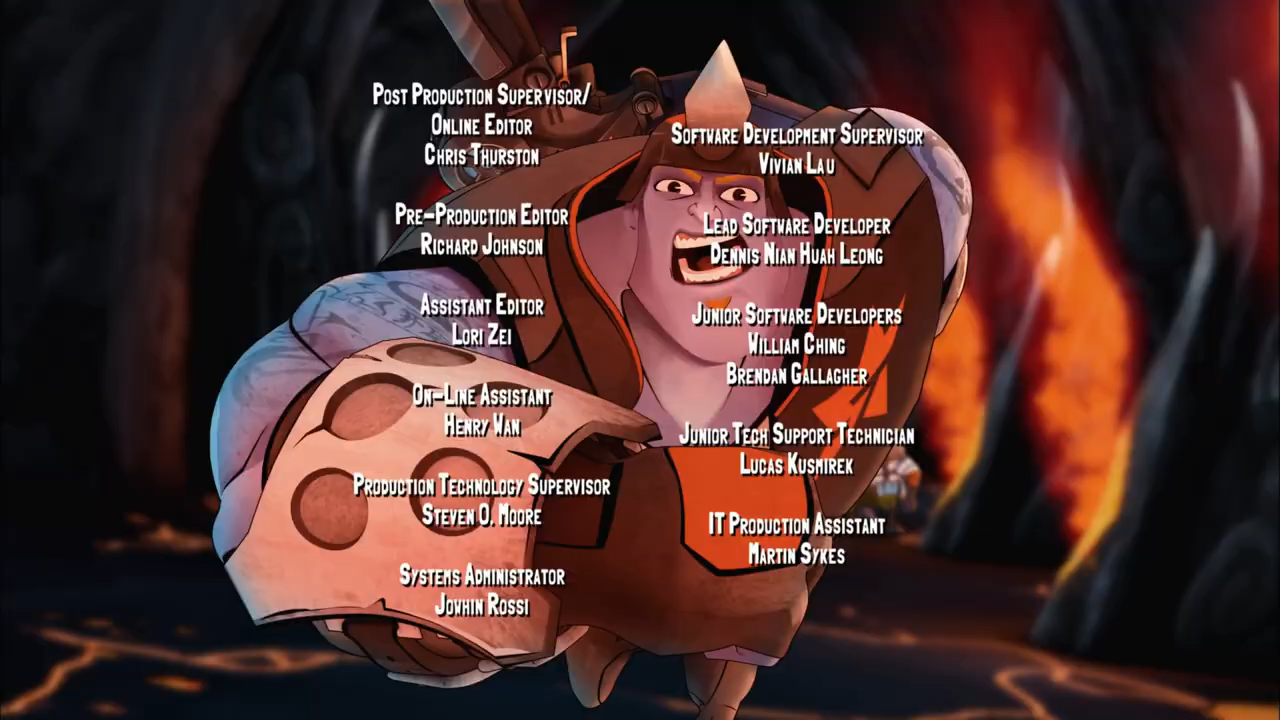 Post Production Supervisor/
Online Editor
Chris Thurston
Pre-Production Editor
Richard Johnson
Assistant Editor
Lori Zei
On-Line Assistant
Henry Wan
Production Technology Supervisor
Steven O. Moore
Systems Administrator
Jowhin Rossi
Software Development Supervisor
Vivian Lau
Lead Software Developer
Dennis Nian Huah Leong
Junior Software Developers
William Ching
Brendan Gallagher
Junior Tech Support Technician
Lucas Kusmirek
IT Production Assistant
Martin Sykes